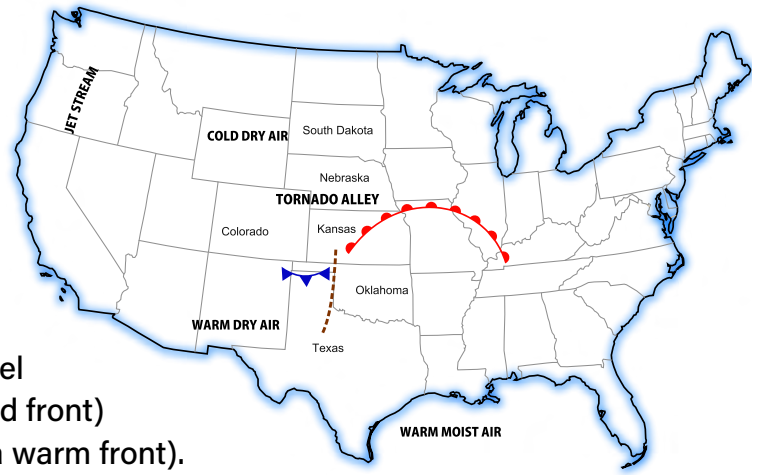 JET STREAM
COLD DRY AIR
South Dakota
Nebraska
TORNADO ALLEY
Colorado
Kansas
Oklahoma
WARM DRY AIR
Texas
el
d front)
warm front).
WARM MOIST AIR